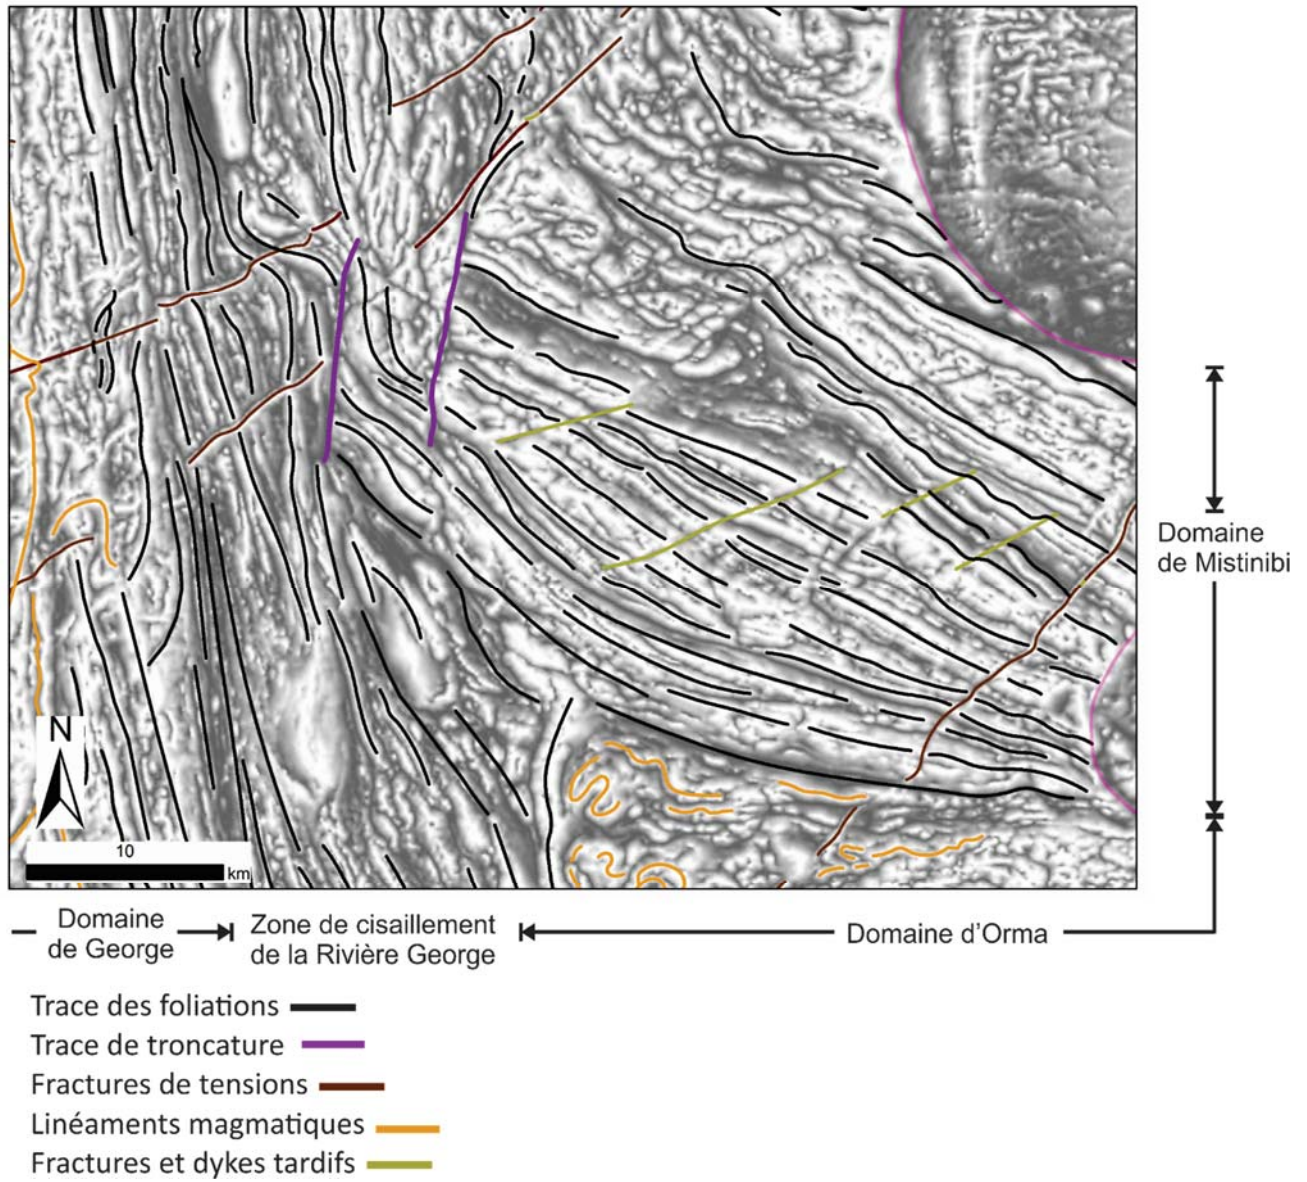 Domaine
de Mistinibi
N
10
km
Domaine
de George
Zone de cisaillement
de la Rivière George
Domaine d'Orma
Trace des foliations
Trace de troncature
Fractures de tensions
Linéaments magmatiques
Fractures et dykes tardifs